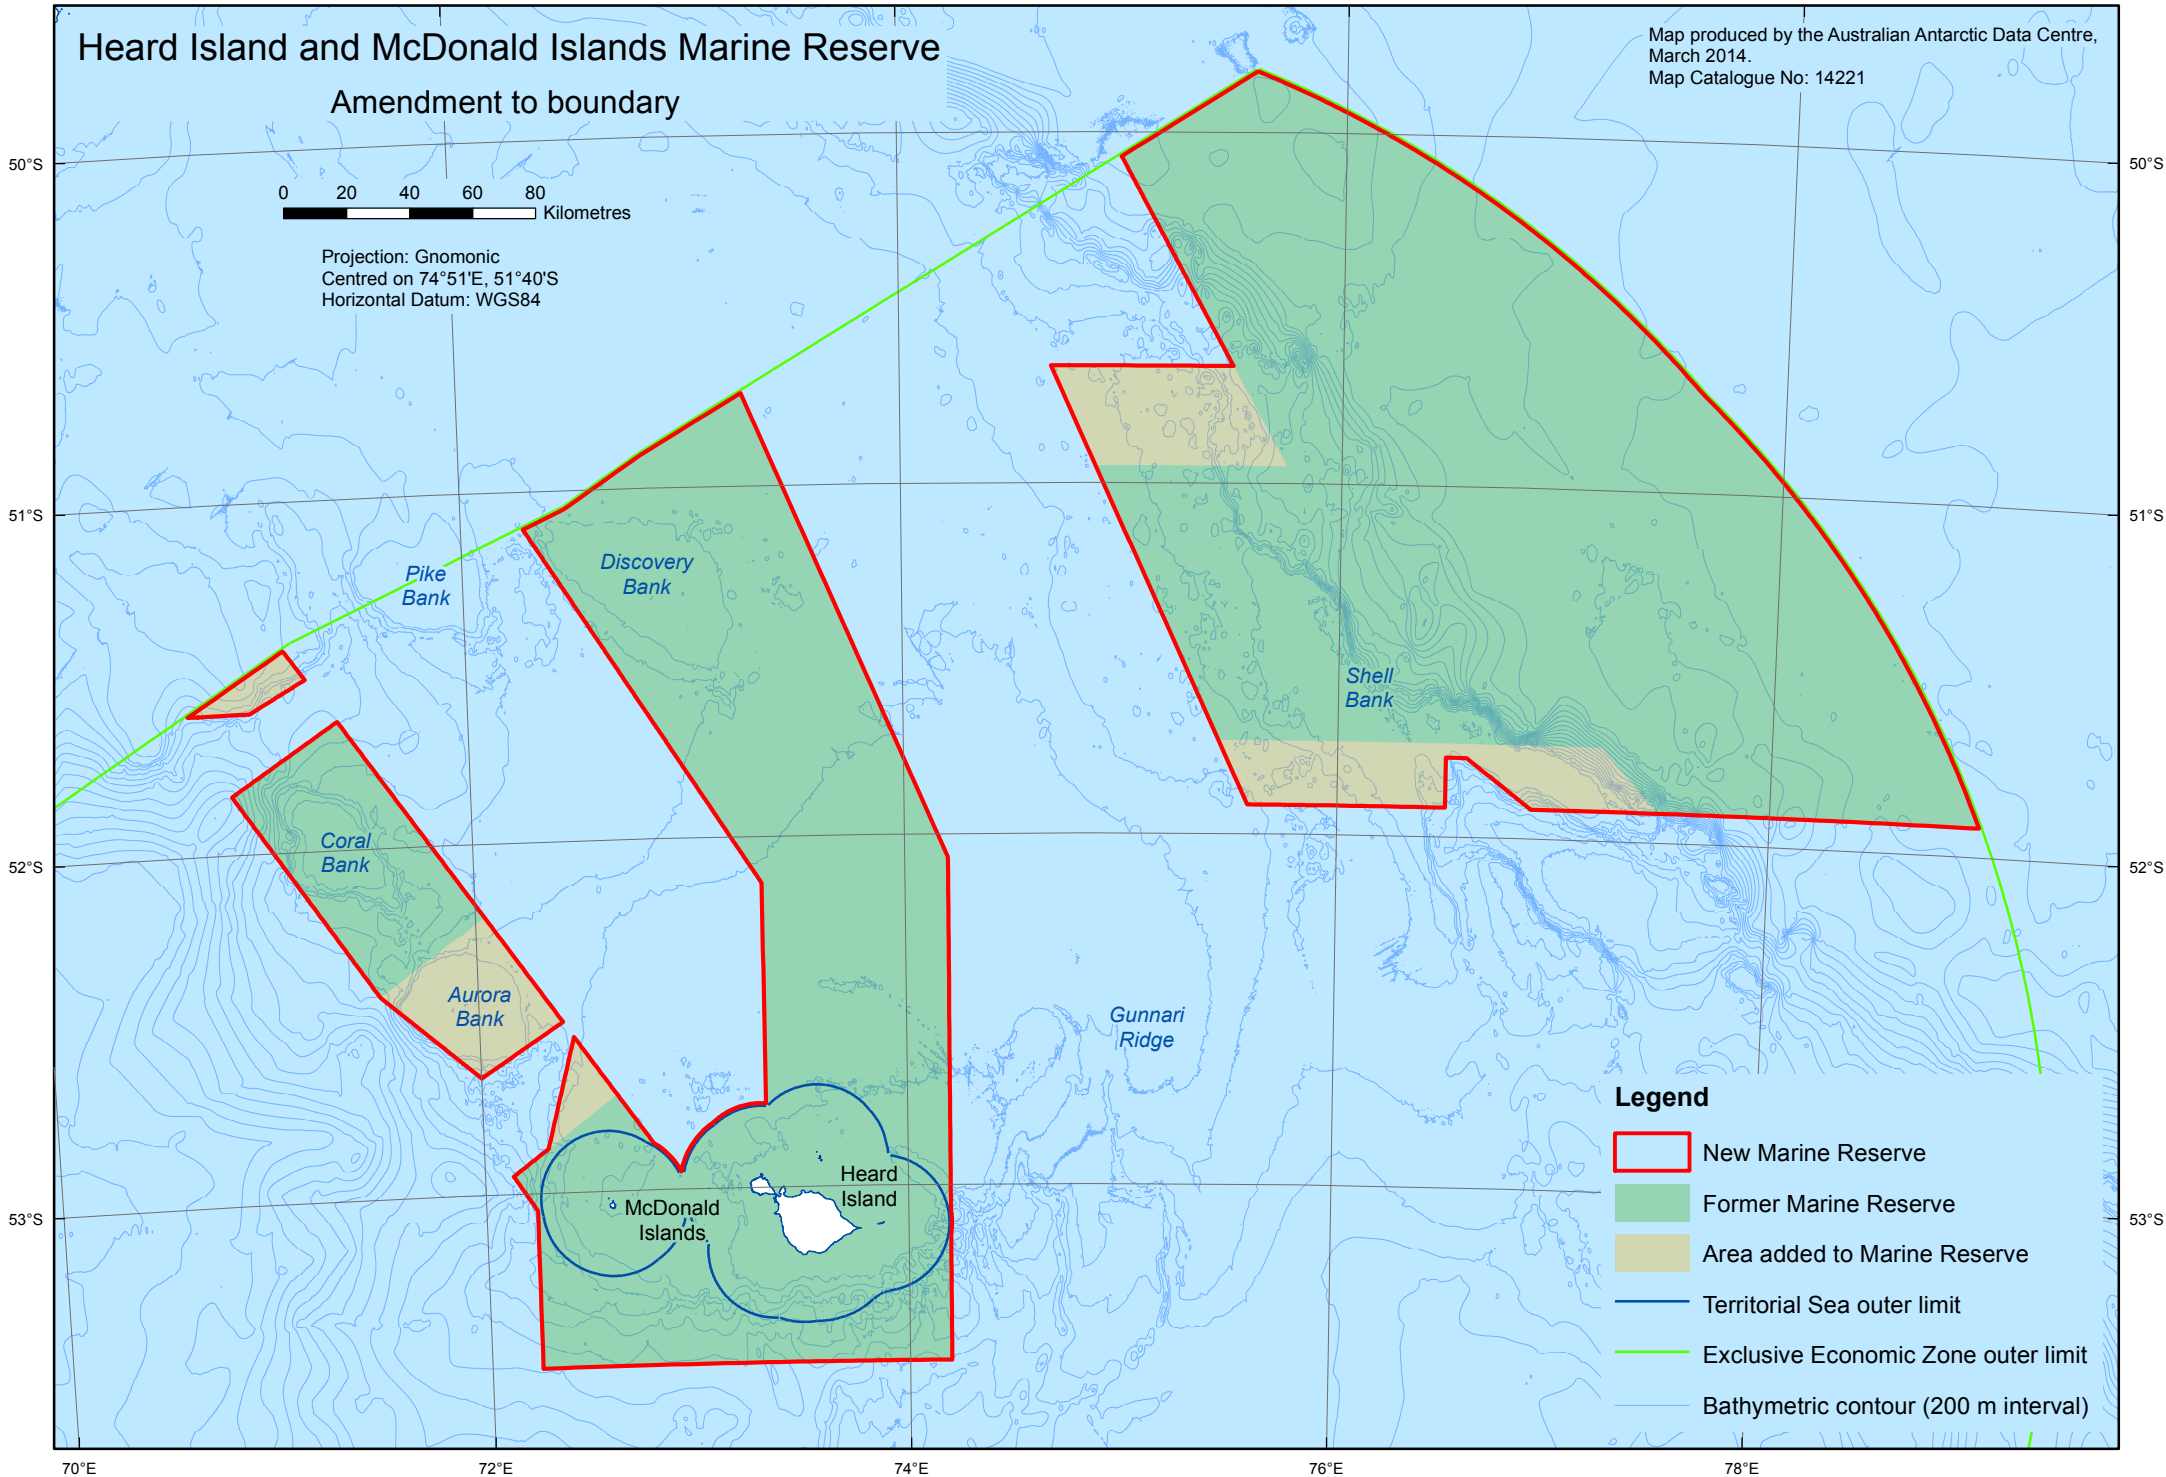 Heard Island and McDonald Islands Marine Reserve
Amendment to boundary
Map produced by the Australian Antarctic Data Centre,
March 2014.
Map Catalogue No: 14221
0 20 40 60 80
Kilometres
Projection: Gnomonic
Centred on 74°51'E, 51°40'S
Horizontal Datum: WGS84
50°S
50°S
51°S
51°S
52°S
52°S
53°S
53°S
Pike
Bank
Discovery
Bank
Shell
Bank
Coral
Bank
Aurora
Bank
Gunnari
Ridge
McDonald
Islands
Heard
Island
Legend
New Marine Reserve
Former Marine Reserve
Area added to Marine Reserve
Territorial Sea outer limit
Exclusive Economic Zone outer limit
Bathymetric contour (200 m interval)
70°E 72°E 74°E 76°E 78°E